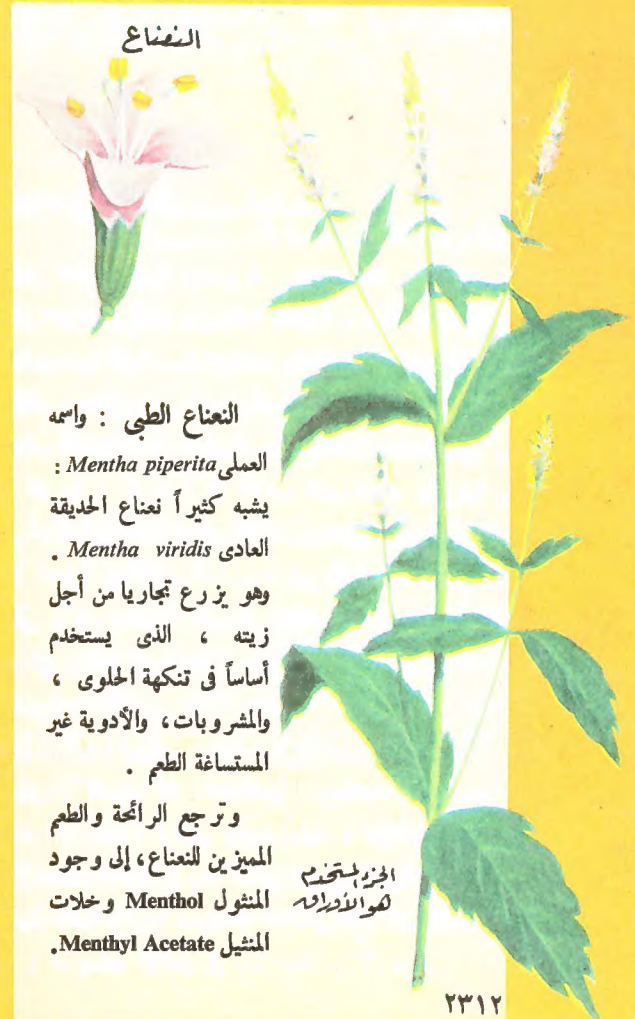 النعناع
النعناع الطبى : واسمه
العملى Mentha piperita :
يشبه كثيراً نعناع الحديقة
العادى Mentha viridis .
وهو يزرع تجاريا من أجل
زيته ، الذى يستخدم
أساساً فى تنكهة الحلوى ،
والمشروبات ، والأدوية غير
المستساغة الطعم .
وترجع الرائحة والطعم
المميزين للنعناع ، إلى وجود
المنثول Menthol وخلات
المنثيل Menthyl Acetate.
الجزء المستخدم
هو الأوراق
٢٣١٢